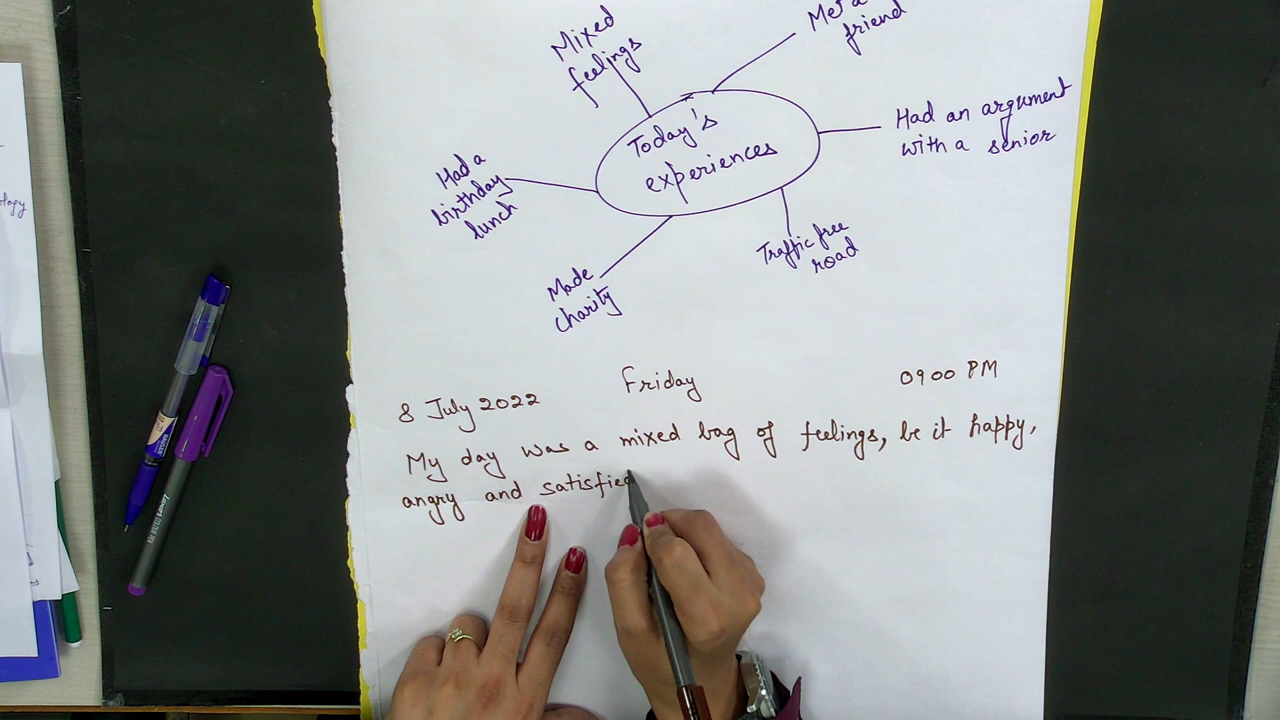 Mixed
feelings
Met a
friend
Today's
experiences
Had an argument
with a senior
Had a
birthday
lunch
Traffic free
road
Made
charity
8 July 2022 Friday 0900 PM
My day was a mixed bag of feelings, be it happy,
angry and satisfied
ology